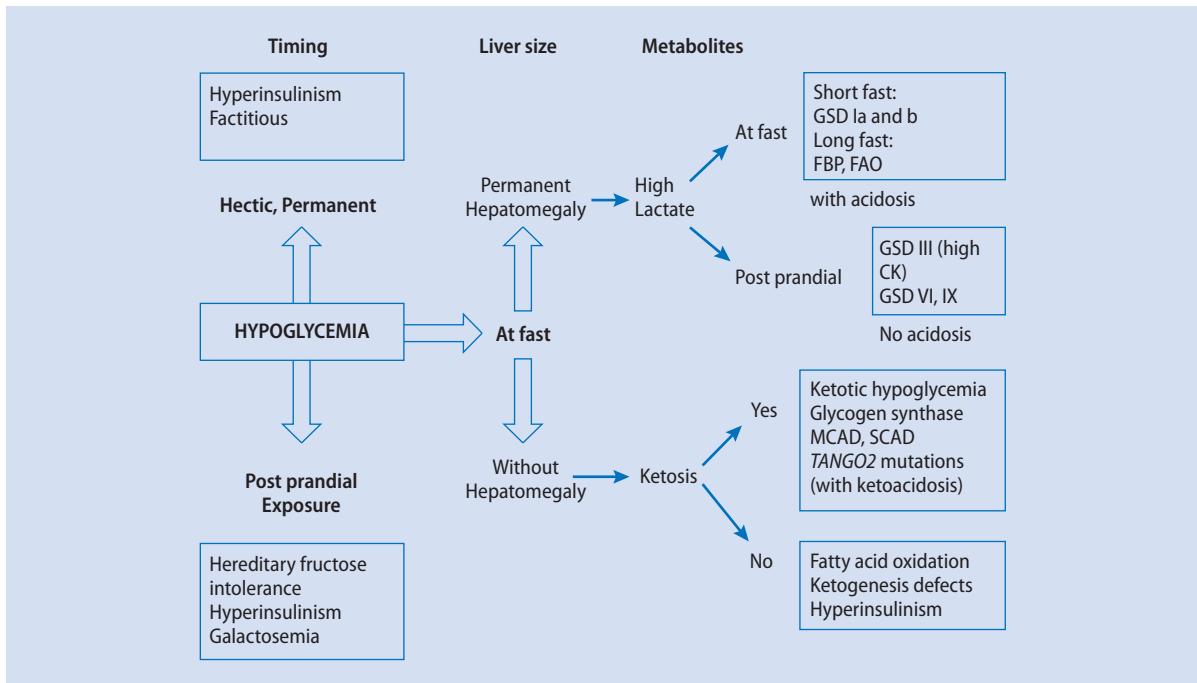 Timing
Liver size
Metabolites
Hyperinsulinism
Factitious
Hectic, Permanent
HYPOGLYCEMIA
Post prandial
Exposure
Hereditary fructose
intolerance
Hyperinsulinism
Galactosemia
At fast
Permanent
Hepatomegaly
High
Lactate
At fast
Short fast:
GSD Ia and b
Long fast:
FBP, FAO
with acidosis
Post prandial
GSD III (high
CK)
GSD VI, IX
No acidosis
Without
Hepatomegaly
Ketosis
Yes
Ketotic hypoglycemia
Glycogen synthase
MCAD, SCAD
TANGO2 mutations
(with ketoacidosis)
No
Fatty acid oxidation
Ketogenesis defects
Hyperinsulinism